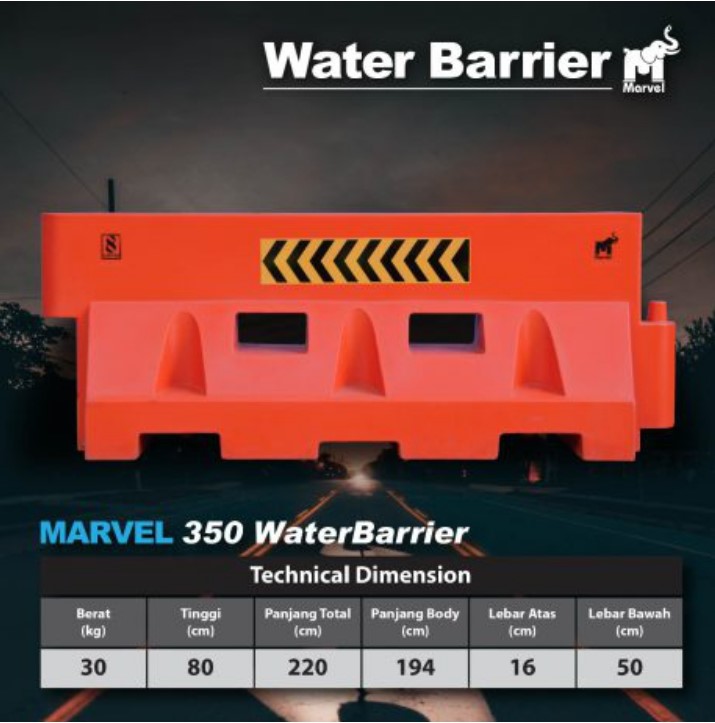 Water Barrier
Marvel
MARVEL 350 WaterBarrier
Technical Dimension
Berat (kg) Tinggi (cm) Panjang Total (cm) Panjang Body (cm) Lebar Atas (cm) Lebar Bawah (cm)
30 80 220 194 16 50